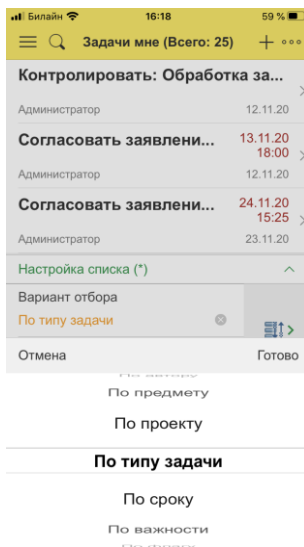 Билайн 16:18 59 %
Задачи мне (Всего: 25)
Контролировать: Обработка за...
Администратор 12.11.20
Согласовать заявлени... 13.11.20
18:00
Администратор 12.11.20
Согласовать заявлени... 24.11.20
15:25
Администратор 23.11.20
Настройка списка (*)
Вариант отбора
По типу задачи
Отмена Готово
По автору
По предмету
По проекту
По типу задачи
По сроку
По важности